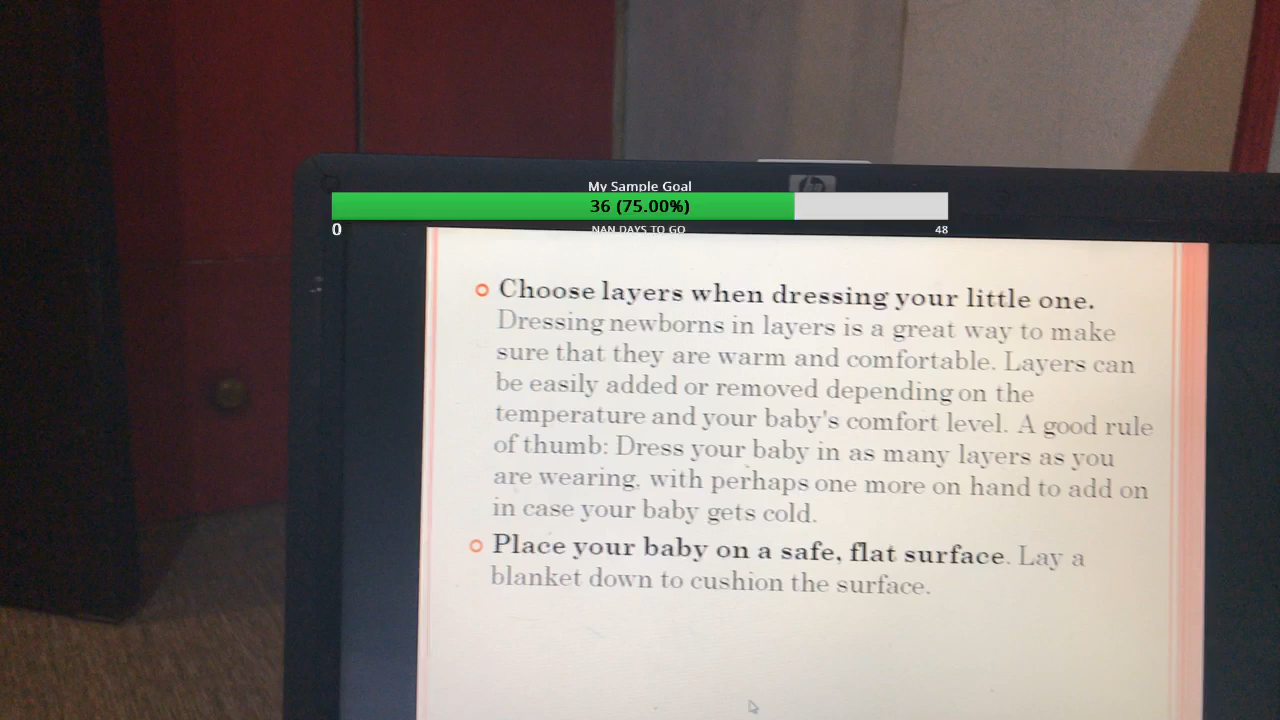 My Sample Goal
36 (75.00%)
0
NAN DAYS TO GO
48
Choose layers when dressing your little one.
Dressing newborns in layers is a great way to make
sure that they are warm and comfortable. Layers can
be easily added or removed depending on the
temperature and your baby's comfort level. A good rule
of thumb: Dress your baby in as many layers as you
are wearing, with perhaps one more on hand to add on
in case your baby gets cold.
Place your baby on a safe, flat surface. Lay a
blanket down to cushion the surface.